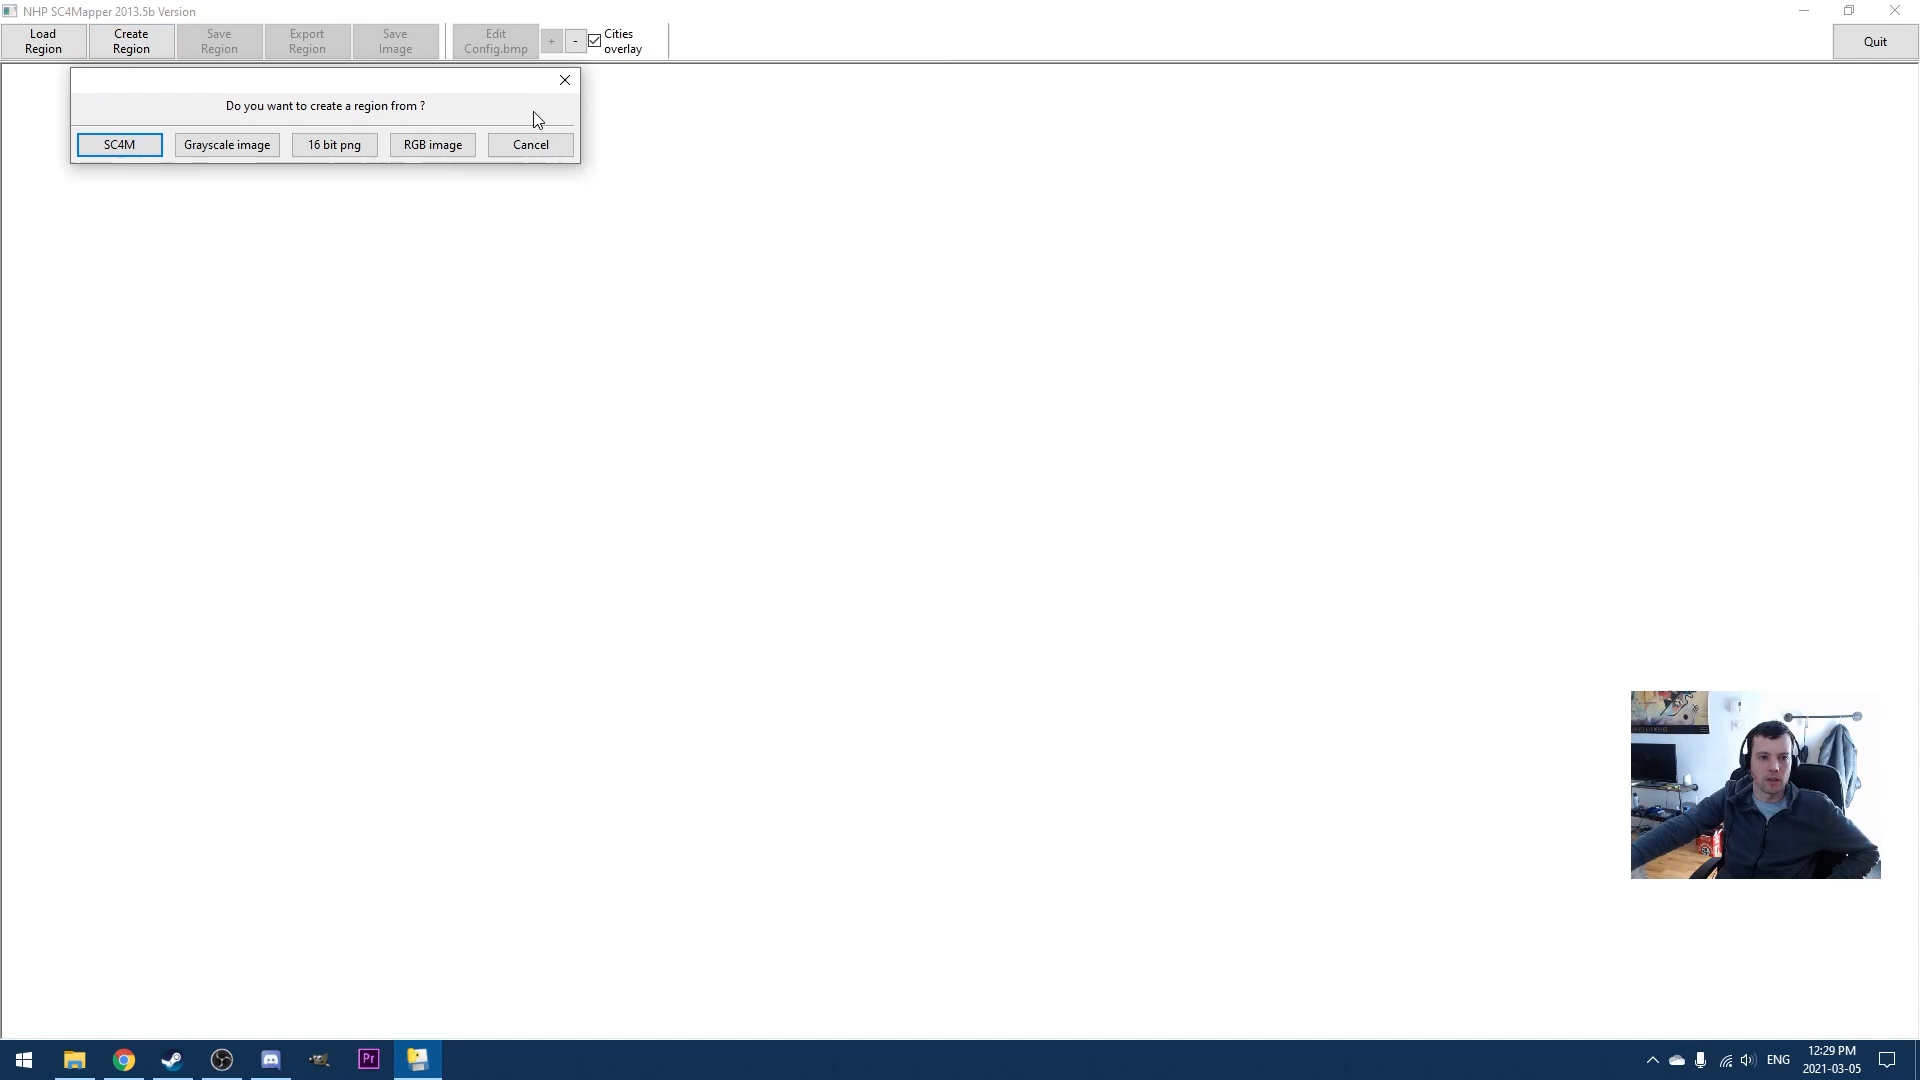 NHP SC4Mapper 2013.5b Version
Load
Region
Create
Region
Save
Region
Export
Region
Save
Image
Edit
Config.bmp
+
-
Cities
overlay
Quit
Do you want to create a region from ?
SC4M
Grayscale image
16 bit png
RGB image
Cancel
Pr
ENG
12:29 PM
2021-03-05